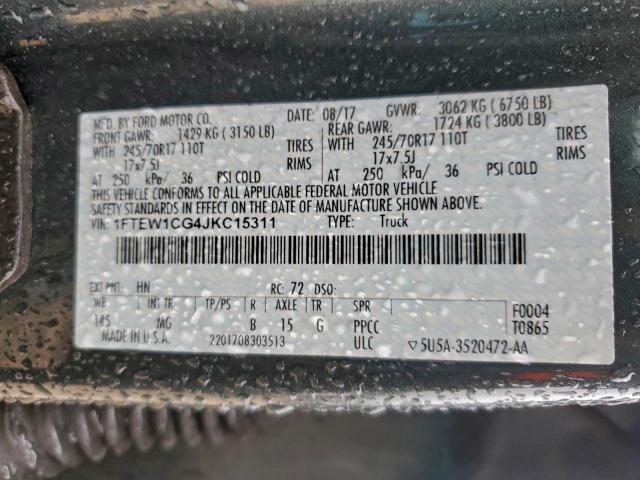 MFD. BY FORD MOTOR CO. DATE: 08/17 GVWR: 3062 KG ( 6750 LB)
FRONT GAWR: 1429 KG ( 3150 LB) REAR GAWR: 1724 KG ( 3800 LB)
WITH 245/70R17 110T TIRES WITH 245/70R17 110T TIRES
17x7.5J RIMS 17x7.5J RIMS
AT 250 kPa/ 36 PSI COLD AT 250 kPa/ 36 PSI COLD
THIS VEHICLE CONFORMS TO ALL APPLICABLE FEDERAL MOTOR VEHICLE
SAFETY STANDARDS IN EFFECT ON THE DATE OF MANUFACTURE SHOWN ABOVE.
VIN: 1FTEW1CG4JKC15311 TYPE: Truck
EXT PNT: HN RC: 72 DSO:
WB INT TR TP/PS R AXLE TR SPR F0004
145 MG B 15 G PPCC T0865
MADE IN U.S.A. 2201708303513 ULC ▽5U5A-3520472-AA